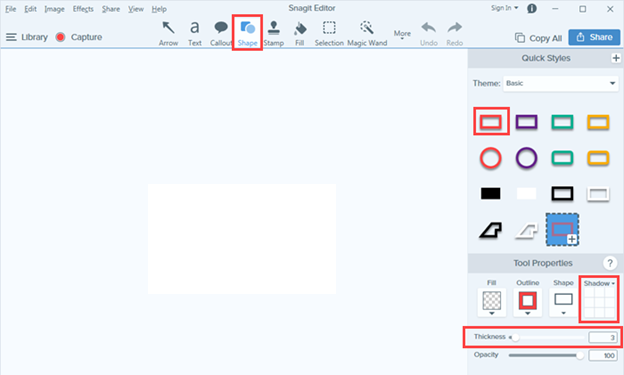 Snagit Editor
File Edit Image Effects Share View Help
Sign In
Library Capture
Arrow Text Callout Shape Stamp Fill Selection Magic Wand More Undo Redo
Copy All Share
Quick Styles
Theme: Basic
Tool Properties ?
Fill Outline Shape Shadow
Thickness 3
Opacity 100